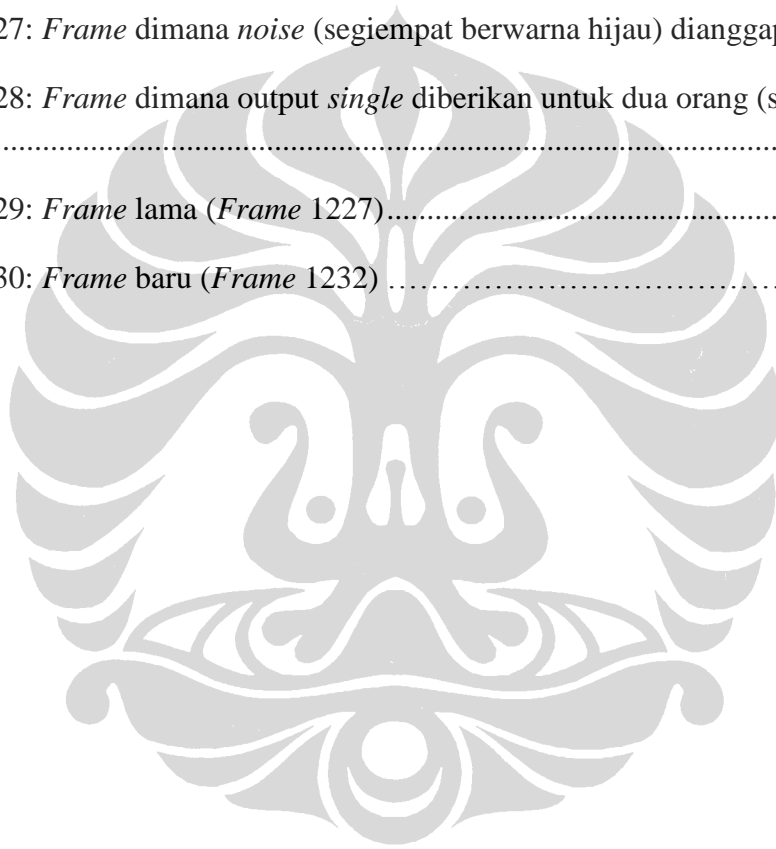 27: Frame dimana noise (segiempat berwarna hijau) dianggap
28: Frame dimana output single diberikan untuk dua orang (s
................................................................................
29: Frame lama (Frame 1227)..........................................................
30: Frame baru (Frame 1232) ……………………………………